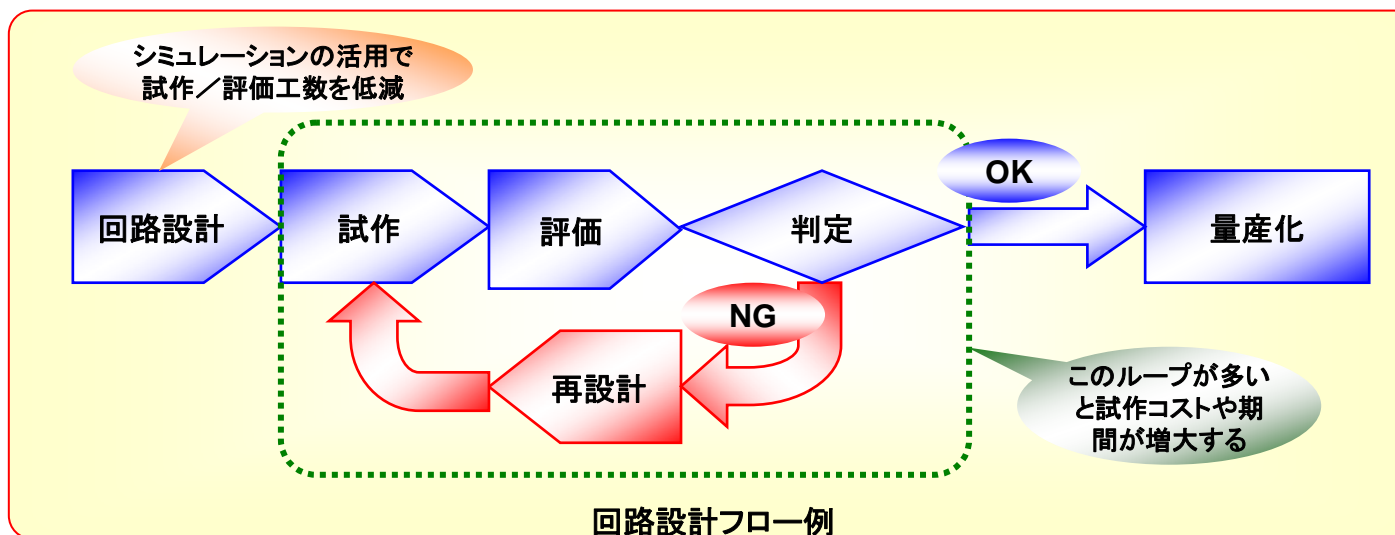 シミュレーションの活用で
試作／評価工数を低減
OK
回路設計
試作
評価
判定
量産化
NG
再設計
このループが多い
と試作コストや期
間が増大する
回路設計フロー例